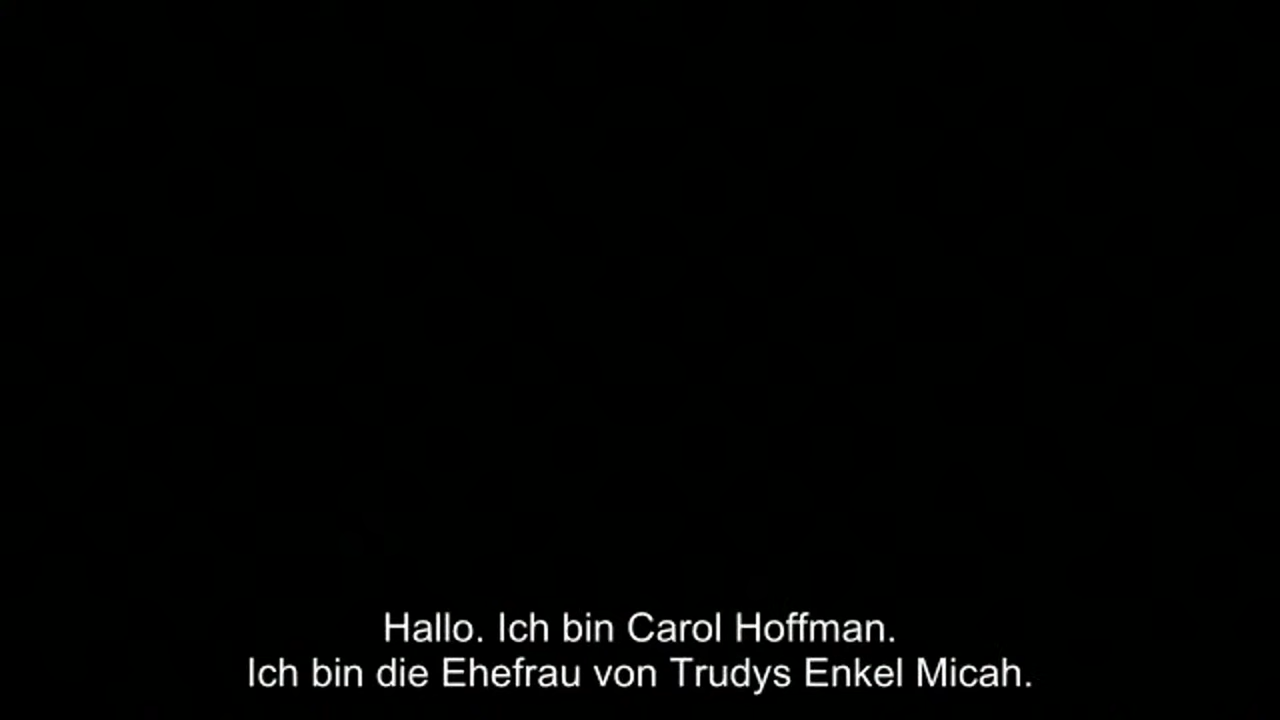 Hallo. Ich bin Carol Hoffman.
Ich bin die Ehefrau von Trudys Enkel Micah.